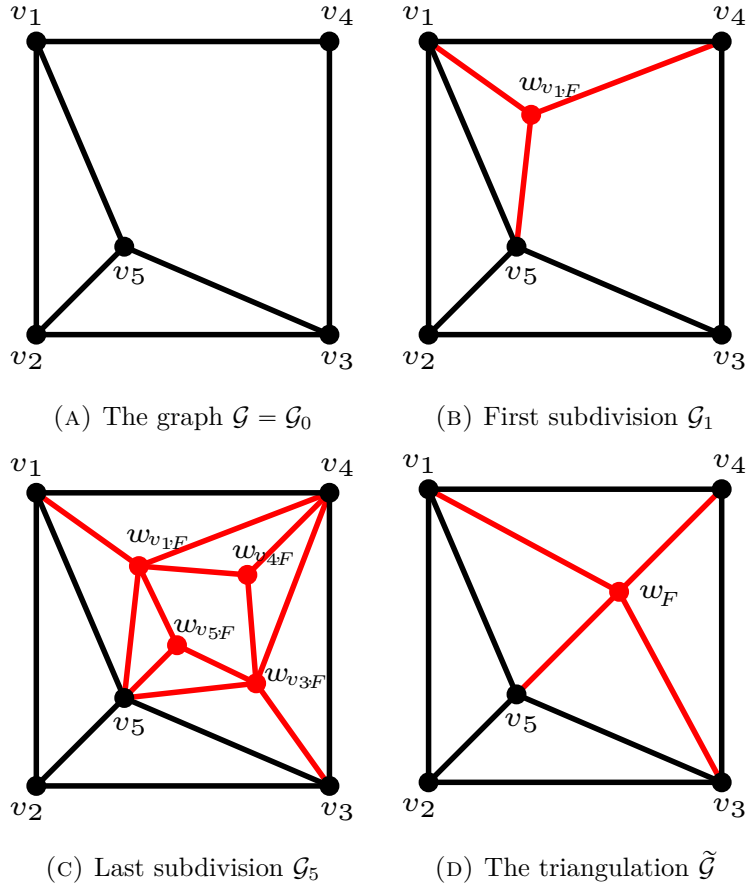 v₁ v₄ v₁ v₄
w_{v₁,F}
v₅ v₅
v₂ v₃ v₂ v₃
(A) The graph 𝒢 = 𝒢₀ (B) First subdivision 𝒢₁
v₁ v₄ v₁ v₄
w_{v₁,F} w_{v₄,F}
w_F
w_{v₅,F}
w_{v₃,F}
v₅ v₅
v₂ v₃ v₂ v₃
(C) Last subdivision 𝒢₅ (D) The triangulation 𝒢̃